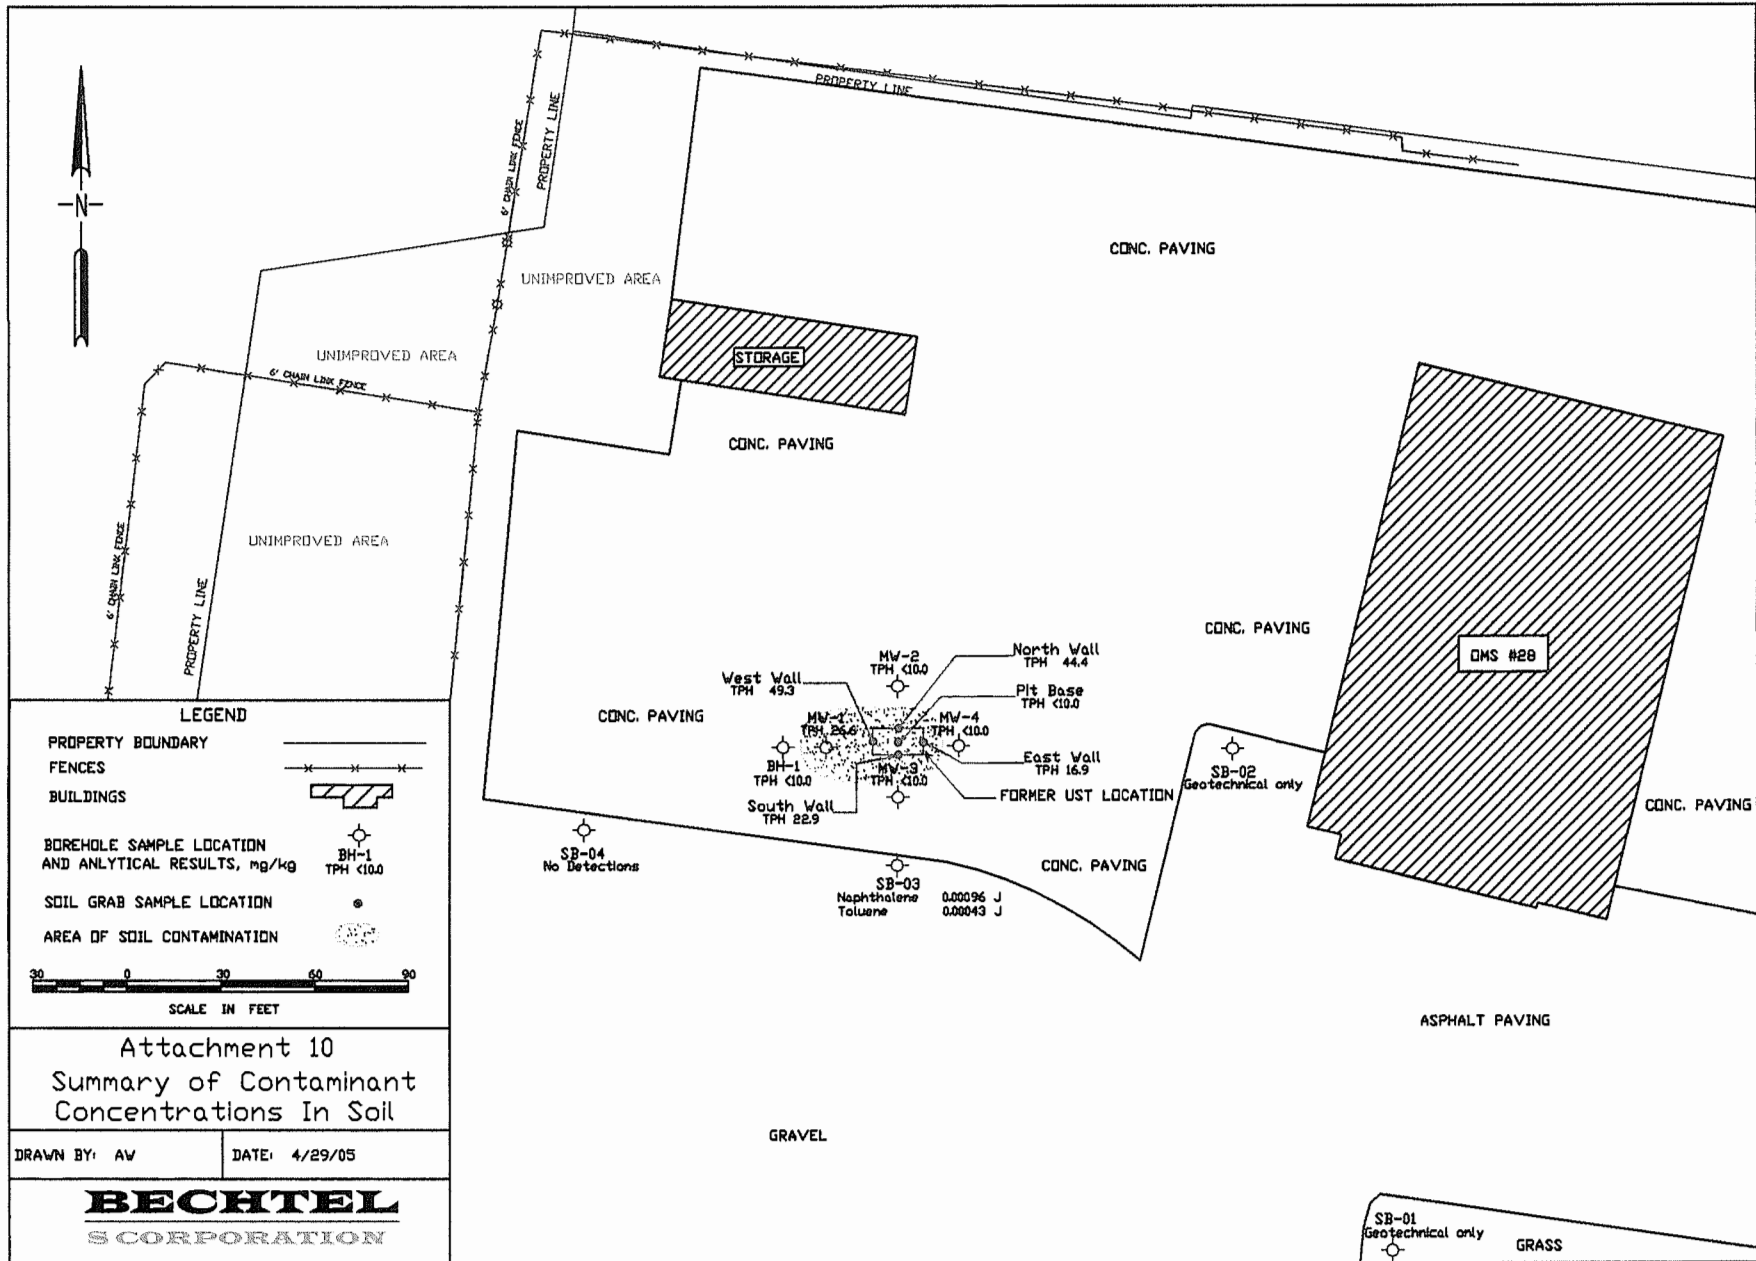 PROPERTY LINE
6' CHAIN LINK FENCE
PROPERTY LINE
-N-
CONC. PAVING
UNIMPROVED AREA
UNIMPROVED AREA
6' CHAIN LINK FENCE
STORAGE
CONC. PAVING
UNIMPROVED AREA
6' CHAIN LINK FENCE
PROPERTY LINE
CONC. PAVING
OMS #28
MW-2
TPH <10.0
North Wall
TPH 44.4
West Wall
TPH 49.3
Pit Base
TPH <10.0
CONC. PAVING
MW-1
TPH 26.6
MW-4
TPH <10.0
BH-1
TPH <10.0
MW-3
TPH <10.0
East Wall
TPH 16.9
South Wall
TPH 22.9
FORMER UST LOCATION
SB-02
Geotechnical only
CONC. PAVING
SB-04
No Detections
CONC. PAVING
SB-03
Naphthalene 0.00096 J
Toluene 0.00043 J
ASPHALT PAVING
GRAVEL
SB-01
Geotechnical only
GRASS
LEGEND
PROPERTY BOUNDARY
FENCES
BUILDINGS
BOREHOLE SAMPLE LOCATION
AND ANLYTICAL RESULTS, mg/kg
BH-1
TPH <10.0
SOIL GRAB SAMPLE LOCATION
AREA OF SOIL CONTAMINATION
30 0 30 60 90
SCALE IN FEET
Attachment 10
Summary of Contaminant
Concentrations In Soil
DRAWN BY: AW
DATE: 4/29/05
BECHTEL
S CORPORATION